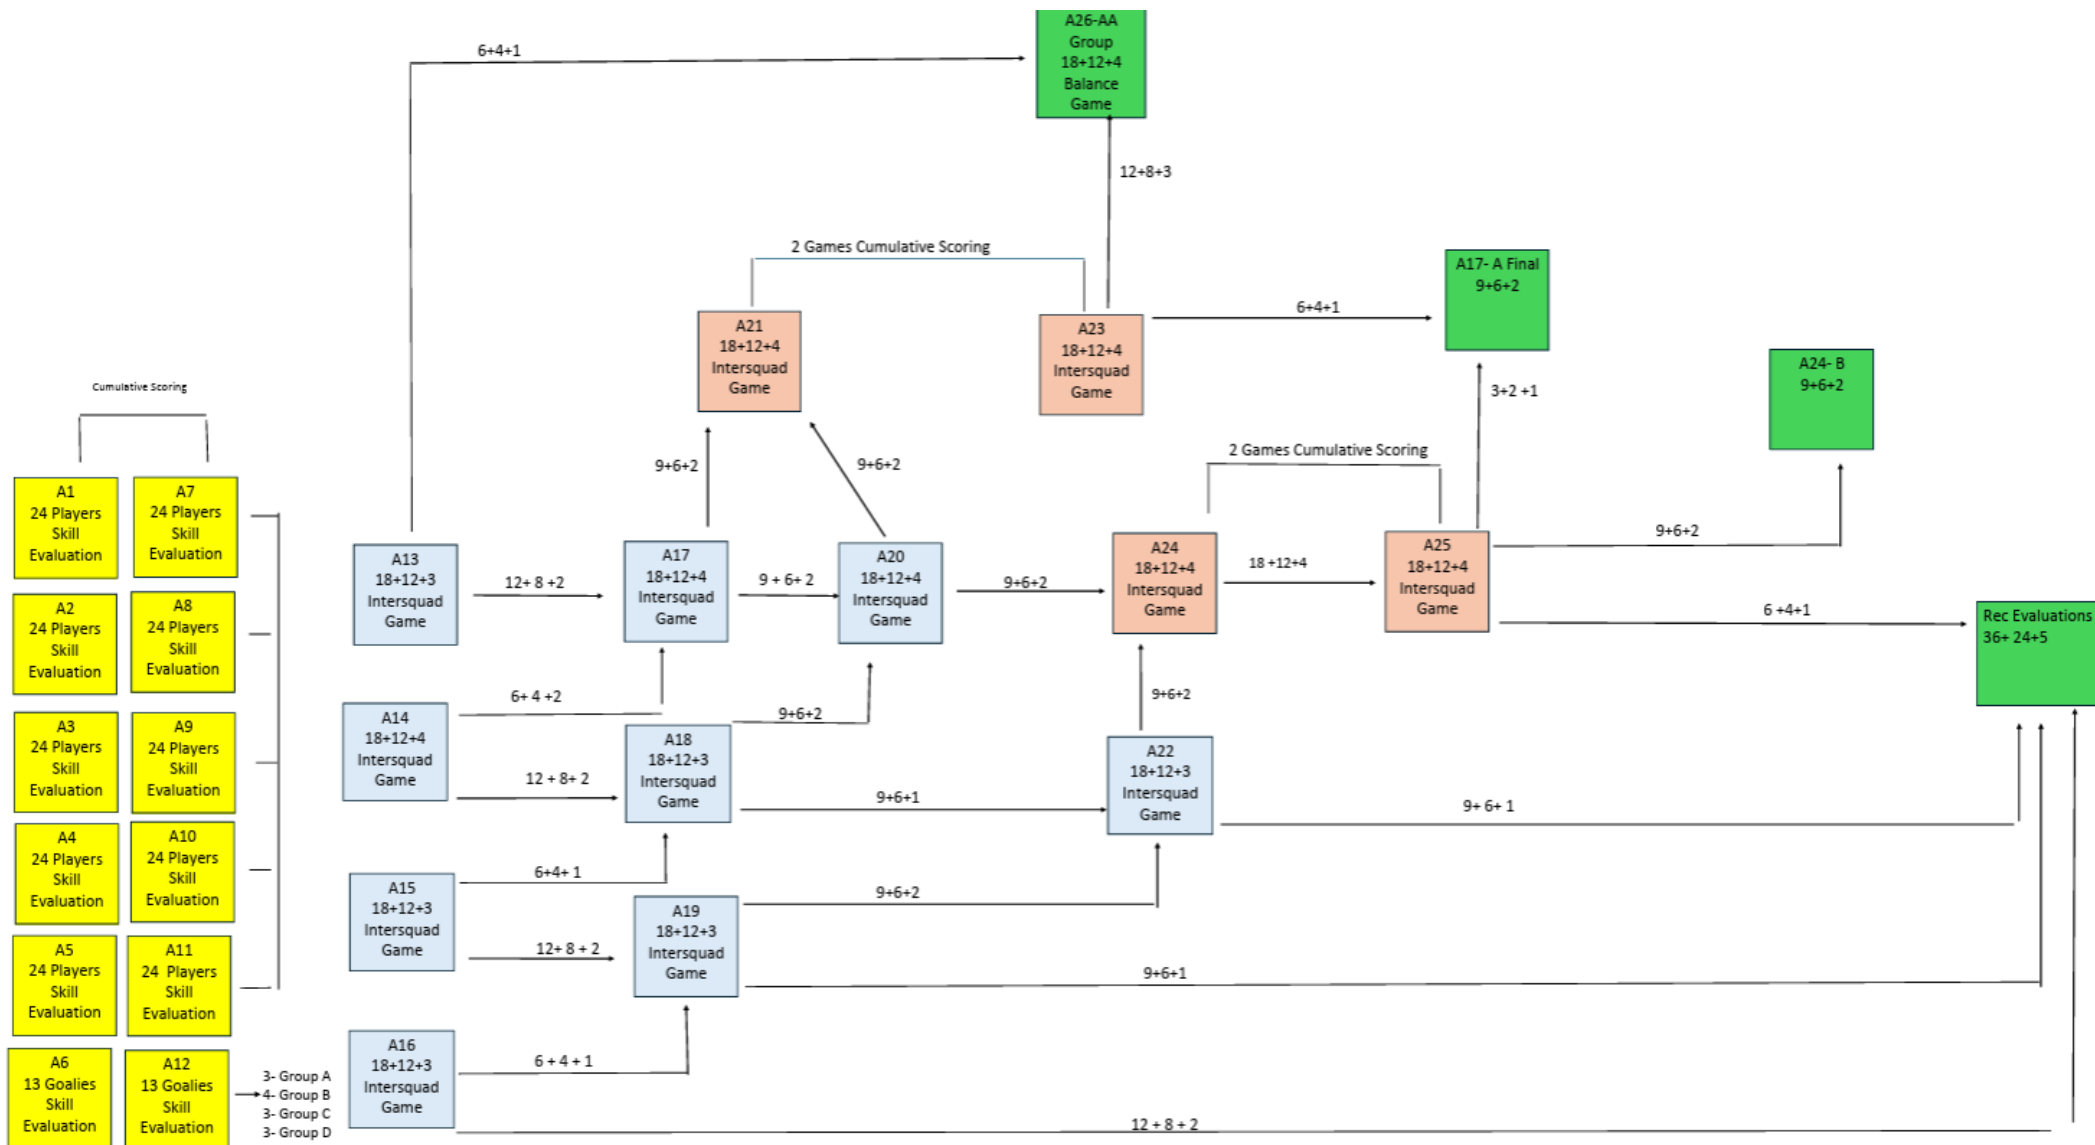 A26-AA
Group
18+12+4
Balance
Game
6+4+1
12+8+3
2 Games Cumulative Scoring
A17- A Final
9+6+2
6+4+1
A21
18+12+4
Intersquad
Game
A23
18+12+4
Intersquad
Game
A24- B
9+6+2
3+2 +1
Cumulative Scoring
9+6+2
9+6+2
2 Games Cumulative Scoring
A1
24 Players
Skill
Evaluation
A7
24 Players
Skill
Evaluation
A13
18+12+3
Intersquad
Game
12+ 8 +2
A17
18+12+4
Intersquad
Game
9 + 6+ 2
A20
18+12+4
Intersquad
Game
9+6+2
A24
18+12+4
Intersquad
Game
18 +12+4
A25
18+12+4
Intersquad
Game
9+6+2
6 +4+1
Rec Evaluations
36+ 24+5
A2
24 Players
Skill
Evaluation
A8
24 Players
Skill
Evaluation
6+ 4 +2
9+6+2
9+6+2
A3
24 Players
Skill
Evaluation
A9
24 Players
Skill
Evaluation
A14
18+12+4
Intersquad
Game
12 + 8+ 2
A18
18+12+3
Intersquad
Game
9+6+1
A22
18+12+3
Intersquad
Game
9+ 6+ 1
A4
24 Players
Skill
Evaluation
A10
24 Players
Skill
Evaluation
6+4+ 1
A15
18+12+3
Intersquad
Game
12+ 8 + 2
9+6+2
A19
18+12+3
Intersquad
Game
9+6+1
A5
24 Players
Skill
Evaluation
A11
24 Players
Skill
Evaluation
A6
13 Goalies
Skill
Evaluation
A12
13 Goalies
Skill
Evaluation
3- Group A
4- Group B
3- Group C
3- Group D
A16
18+12+3
Intersquad
Game
6 + 4 + 1
12 + 8 + 2